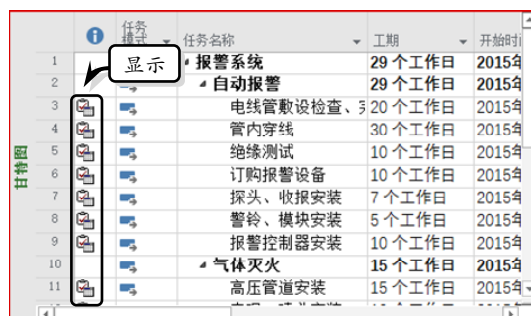 任务模式 任务名称 工期 开始时
显示
1 报警系统 29 个工作日 2015年
2 自动报警 29 个工作日 2015年
3 电线管敷设检查、 20 个工作日 2015年
4 管内穿线 30 个工作日 2015年
5 绝缘测试 10 个工作日 2015年
6 订购报警设备 10 个工作日 2015年
7 探头、收报安装 7 个工作日 2015年
8 警铃、模块安装 5 个工作日 2015年
9 报警控制器安装 10 个工作日 2015年
10 气体灭火 15 个工作日 2015年
11 高压管道安装 15 个工作日 2015年
甘特图